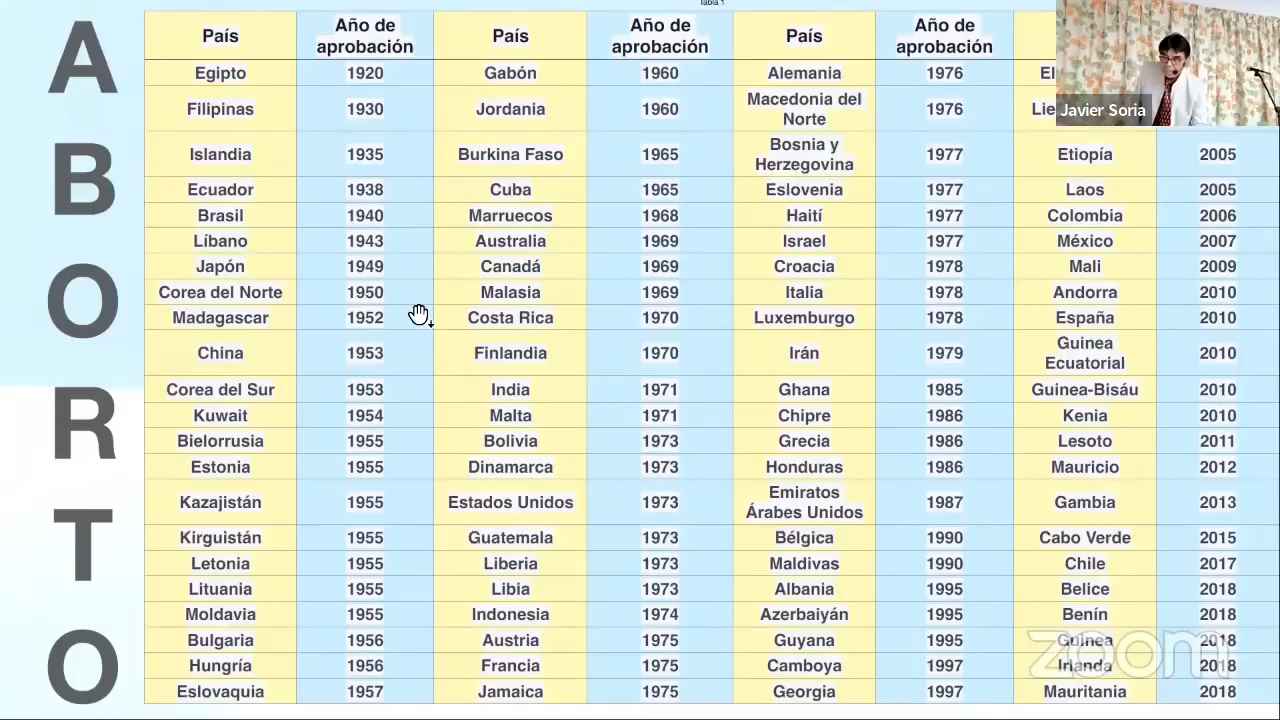 Tabla 1
A
B
O
R
T
O
País Año de aprobación País Año de aprobación País Año de aprobación
Egipto 1920 Gabón 1960 Alemania 1976 El
Filipinas 1930 Jordania 1960 Macedonia del Norte 1976 Lie
Javier Soria
Islandia 1935 Burkina Faso 1965 Bosnia y Herzegovina 1977 Etiopía 2005
Ecuador 1938 Cuba 1965 Eslovenia 1977 Laos 2005
Brasil 1940 Marruecos 1968 Haití 1977 Colombia 2006
Líbano 1943 Australia 1969 Israel 1977 México 2007
Japón 1949 Canadá 1969 Croacia 1978 Mali 2009
Corea del Norte 1950 Malasia 1969 Italia 1978 Andorra 2010
Madagascar 1952 Costa Rica 1970 Luxemburgo 1978 España 2010
China 1953 Finlandia 1970 Irán 1979 Guinea Ecuatorial 2010
Corea del Sur 1953 India 1971 Ghana 1985 Guinea-Bisáu 2010
Kuwait 1954 Malta 1971 Chipre 1986 Kenia 2010
Bielorrusia 1955 Bolivia 1973 Grecia 1986 Lesoto 2011
Estonia 1955 Dinamarca 1973 Honduras 1986 Mauricio 2012
Kazajistán 1955 Estados Unidos 1973 Emiratos Árabes Unidos 1987 Gambia 2013
Kirguistán 1955 Guatemala 1973 Bélgica 1990 Cabo Verde 2015
Letonia 1955 Liberia 1973 Maldivas 1990 Chile 2017
Lituania 1955 Libia 1973 Albania 1995 Belice 2018
Moldavia 1955 Indonesia 1974 Azerbaiyán 1995 Benín 2018
Bulgaria 1956 Austria 1975 Guyana 1995 Guinea 2018
Hungría 1956 Francia 1975 Camboya 1997 Irlanda 2018
Eslovaquia 1957 Jamaica 1975 Georgia 1997 Mauritania 2018
zoom